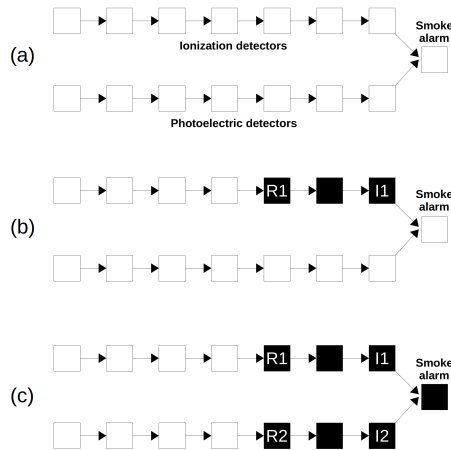 Smoke
alarm
(a)
Ionization detectors
Photoelectric detectors
(b)
R1
I1
Smoke
alarm
(c)
R1
I1
Smoke
alarm
R2
I2